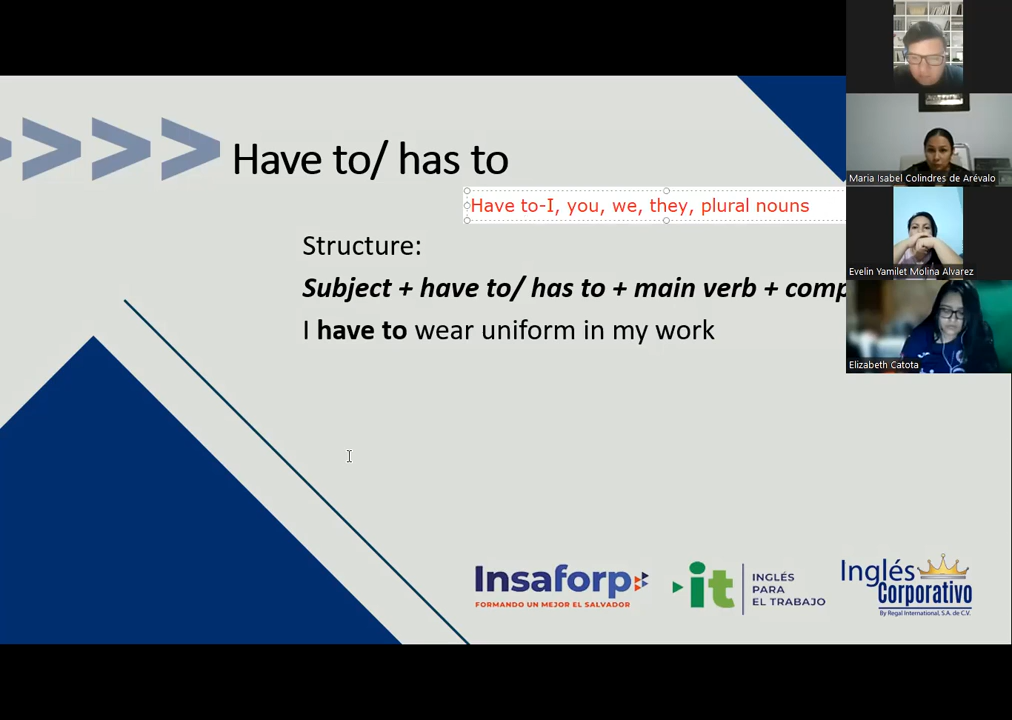 Have to/ has to
Have to-I, you, we, they, plural nouns
Structure:
Subject + have to/ has to + main verb + comp
I have to wear uniform in my work
Maria Isabel Colindres de Arévalo
Evelin Yamilet Molina Alvarez
Elizabeth Catota
Insaforp
FORMANDO UN MEJOR EL SALVADOR
it
INGLÉS
PARA
EL TRABAJO
Inglés
Corporativo
By Regal International, S.A. de C.V.